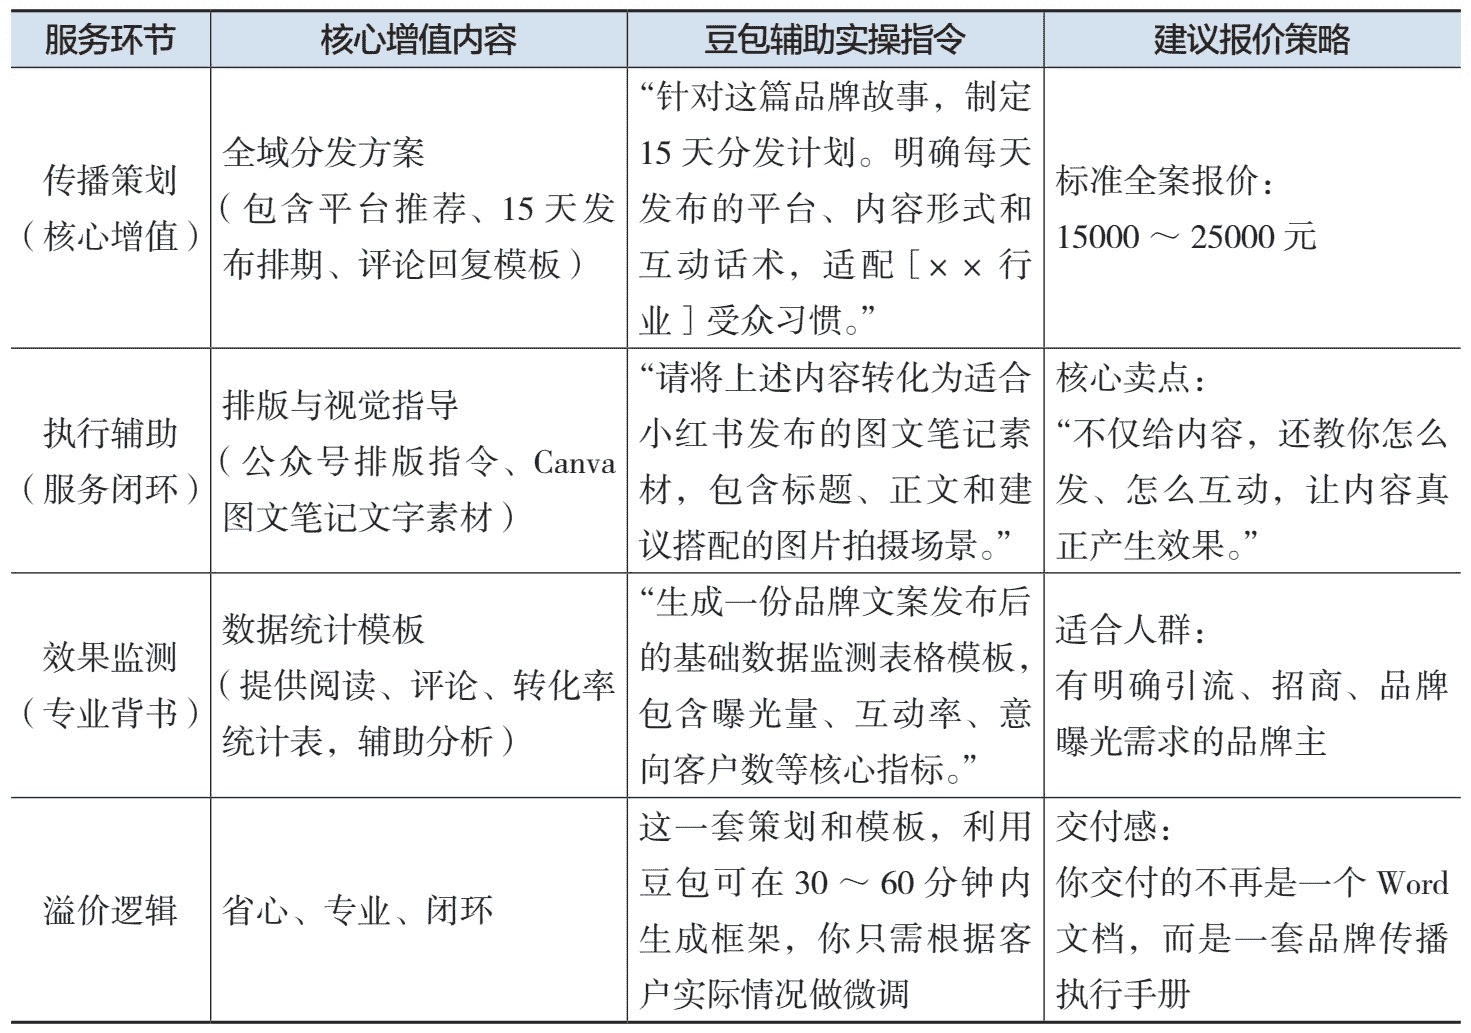 服务环节
核心增值内容
豆包辅助实操指令
建议报价策略
传播策划
（核心增值）
全域分发方案
（包含平台推荐、15 天发
布排期、评论回复模板）
“针对这篇品牌故事，制定
15 天分发计划。明确每天
发布的平台、内容形式和
互动话术，适配［× × 行
业］受众习惯。”
标准全案报价：
15000 ～ 25000 元
执行辅助
（服务闭环）
排版与视觉指导
（公众号排版指令、Canva
图文笔记文字素材）
“请将上述内容转化为适合
小红书发布的图文笔记素
材，包含标题、正文和建
议搭配的图片拍摄场景。”
核心卖点：
“不仅给内容，还教你怎么
发、怎么互动，让内容真
正产生效果。”
效果监测
（专业背书）
数据统计模板
（提供阅读、评论、转化率
统计表，辅助分析）
“生成一份品牌文案发布后
的基础数据监测表格模板，
包含曝光量、互动率、意
向客户数等核心指标。”
适合人群：
有明确引流、招商、品牌
曝光需求的品牌主
溢价逻辑
省心、专业、闭环
这一套策划和模板，利用
豆包可在 30 ～ 60 分钟内
生成框架，你只需根据客
户实际情况做微调
交付感：
你交付的不再是一个 Word
文档，而是一套品牌传播
执行手册